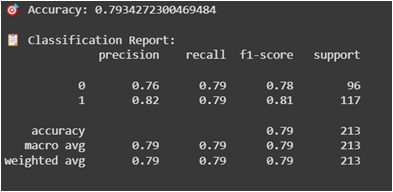 🎯 Accuracy: 0.7934272300469484
📋 Classification Report:
precision recall f1-score support
0 0.76 0.79 0.78 96
1 0.82 0.79 0.81 117
accuracy 0.79 213
macro avg 0.79 0.79 0.79 213
weighted avg 0.79 0.79 0.79 213